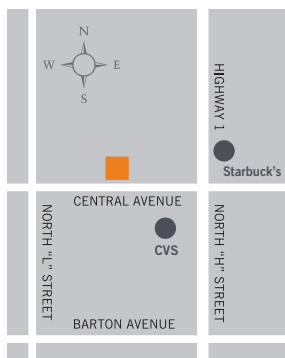 N
W E
S
HIGHWAY 1
Starbuck's
CENTRAL AVENUE
NORTH "L" STREET
CVS
NORTH "H" STREET
BARTON AVENUE